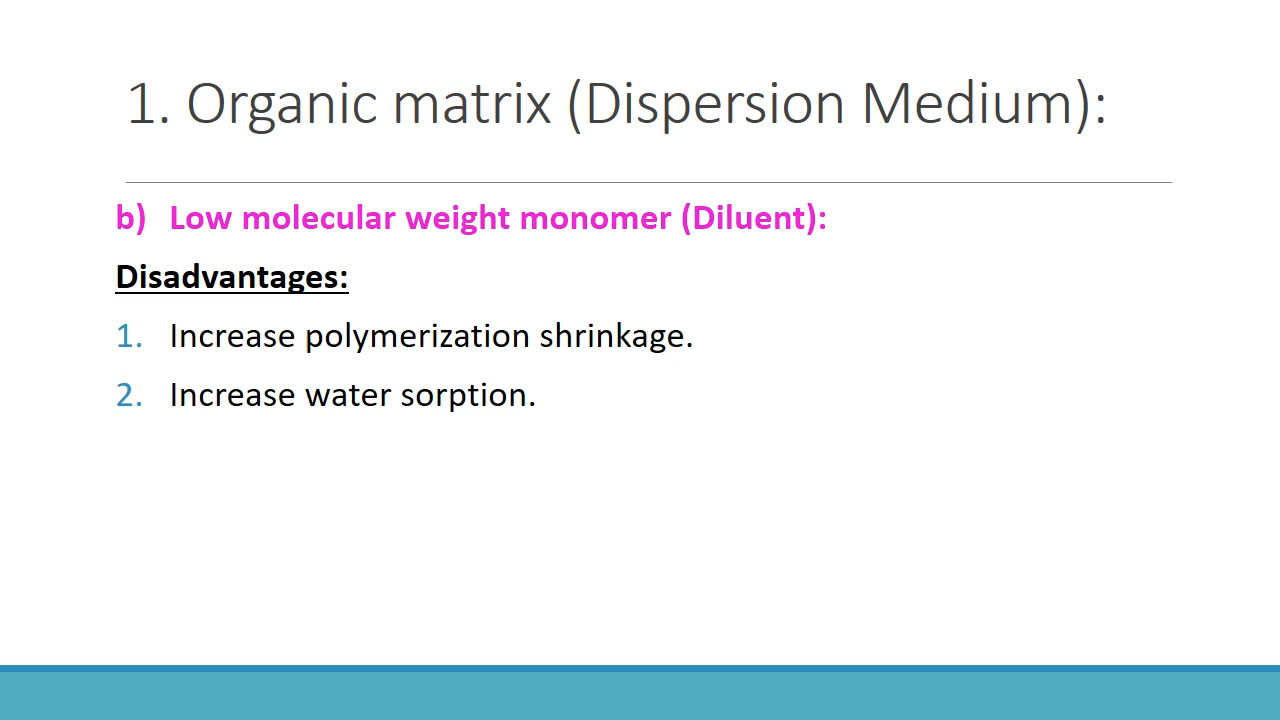 1. Organic matrix (Dispersion Medium):
b) Low molecular weight monomer (Diluent):
Disadvantages:
1. Increase polymerization shrinkage.
2. Increase water sorption.